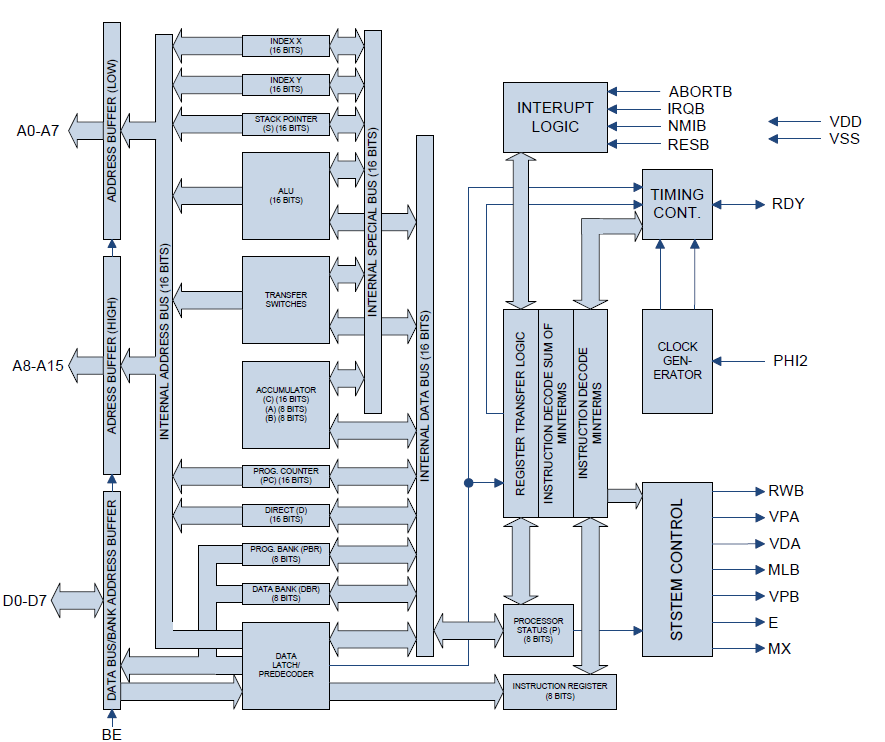 A0-A7
A8-A15
D0-D7
BE
ADDRESS BUFFER (LOW)
ADRESS BUFFER (HIGH)
DATA BUS/BANK ADDRESS BUFFER
INTERNAL ADDRESS BUS (16 BITS)
INDEX X
(16 BITS)
INDEX Y
(16 BITS)
STACK POINTER
(S) (16 BITS)
ALU
(16 BITS)
TRANSFER
SWITCHES
ACCUMULATOR
(C) (16 BITS)
(A) (8 BITS)
(B) (8 BITS)
PROG. COUNTER
(PC) (16 BITS)
DIRECT (D)
(16 BITS)
PROG. BANK (PBR)
(8 BITS)
DATA BANK (DBR)
(8 BITS)
DATA
LATCH/
PREDECODER
INTERNAL SPECIAL BUS (16 BITS)
INTERNAL DATA BUS (16 BITS)
INTERUPT
LOGIC
ABORTB
IRQB
NMIB
RESB
VDD
VSS
TIMING
CONT.
RDY
CLOCK
GEN-
ERATOR
PHI2
REGISTER TRANSFER LOGIC
INSTRUCTION DECODE SUM OF
MINTERMS
INSTRUCTION DECODE
MINTERMS
STSTEM CONTROL
RWB
VPA
VDA
MLB
VPB
E
MX
PROCESSOR
STATUS (P)
(8 BITS)
INSTRUCTION REGISTER
(8 BITS)